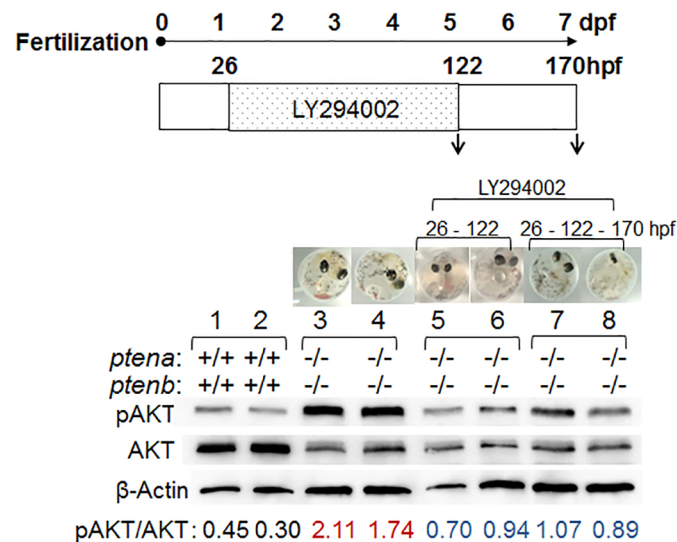 0 1 2 3 4 5 6 7 dpf
Fertilization
26 122 170hpf
LY294002
LY294002
26 - 122 26 - 122 - 170 hpf
1 2 3 4 5 6 7 8
ptena: +/+ +/+ -/- -/- -/- -/- -/- -/-
ptenb: +/+ +/+ -/- -/- -/- -/- -/- -/-
pAKT
AKT
β-Actin
pAKT/AKT: 0.45 0.30 2.11 1.74 0.70 0.94 1.07 0.89